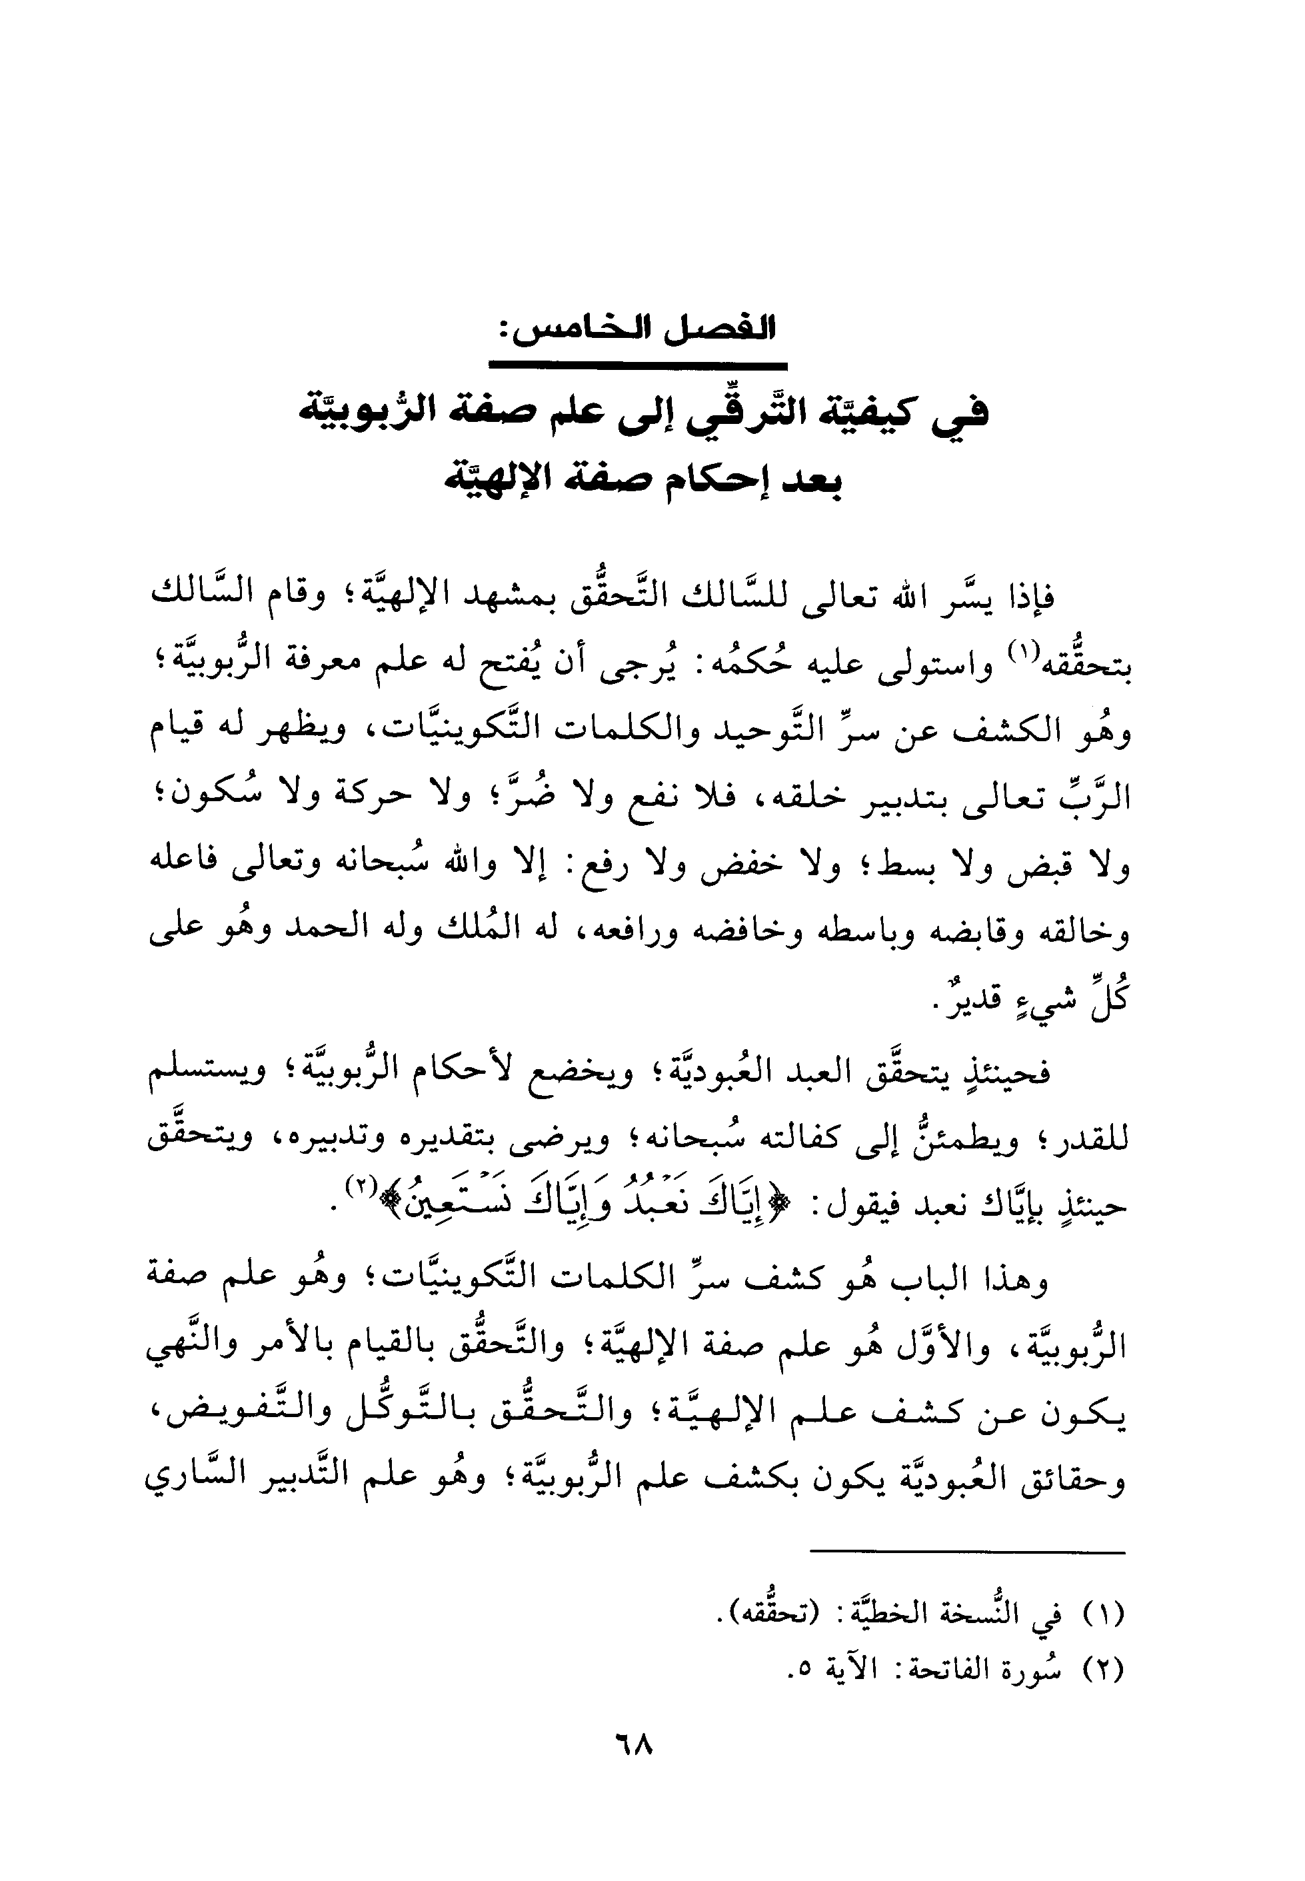 الفصل الخامس:
في كيفيَّة التَّرقِّي إلى علم صفة الرُّبوبيَّة
بعد إحكام صفة الإلهيَّة
فإذا يسَّر الله تعالى للسَّالك التَّحقُّق بمشهد الإلهيَّة؛ وقام السَّالك
بتحقُّقه(١) واستولى عليه حُكمُه: يُرجى أن يُفتح له علم معرفة الرُّبوبيَّة؛
وهُو الكشف عن سرِّ التَّوحيد والكلمات التَّكوينيَّات، ويظهر له قيام
الرَّبِّ تعالى بتدبير خلقه، فلا نفع ولا ضُرَّ؛ ولا حركة ولا سُكون؛
ولا قبض ولا بسط؛ ولا خفض ولا رفع: إلا والله سُبحانه وتعالى فاعله
وخالقه وقابضه وباسطه وخافضه ورافعه، له المُلك وله الحمد وهُو على
كُلِّ شيءٍ قديرٌ.
فحينئذٍ يتحقَّق العبد العُبوديَّة؛ ويخضع لأحكام الرُّبوبيَّة؛ ويستسلم
للقدر؛ ويطمئنُّ إلى كفالته سُبحانه؛ ويرضى بتقديره وتدبيره، ويتحقَّق
حينئذٍ بإيَّاك نعبد فيقول: ﴿إِيَّاكَ نَعْبُدُ وَإِيَّاكَ نَسْتَعِينُ﴾(٢).
وهذا الباب هُو كشف سرِّ الكلمات التَّكوينيَّات؛ وهُو علم صفة
الرُّبوبيَّة، والأوَّل هُو علم صفة الإلهيَّة؛ والتَّحقُّق بالقيام بالأمر والنَّهي
يكون عن كشف علم الإلهيَّة؛ والتَّحقُّق بالتَّوكُّل والتَّفويض،
وحقائق العُبوديَّة يكون بكشف علم الرُّبوبيَّة؛ وهُو علم التَّدبير السَّاري
(١) في النُّسخة الخطيَّة: (تحقُّقه).
(٢) سُورة الفاتحة: الآية ٥.
٦٨